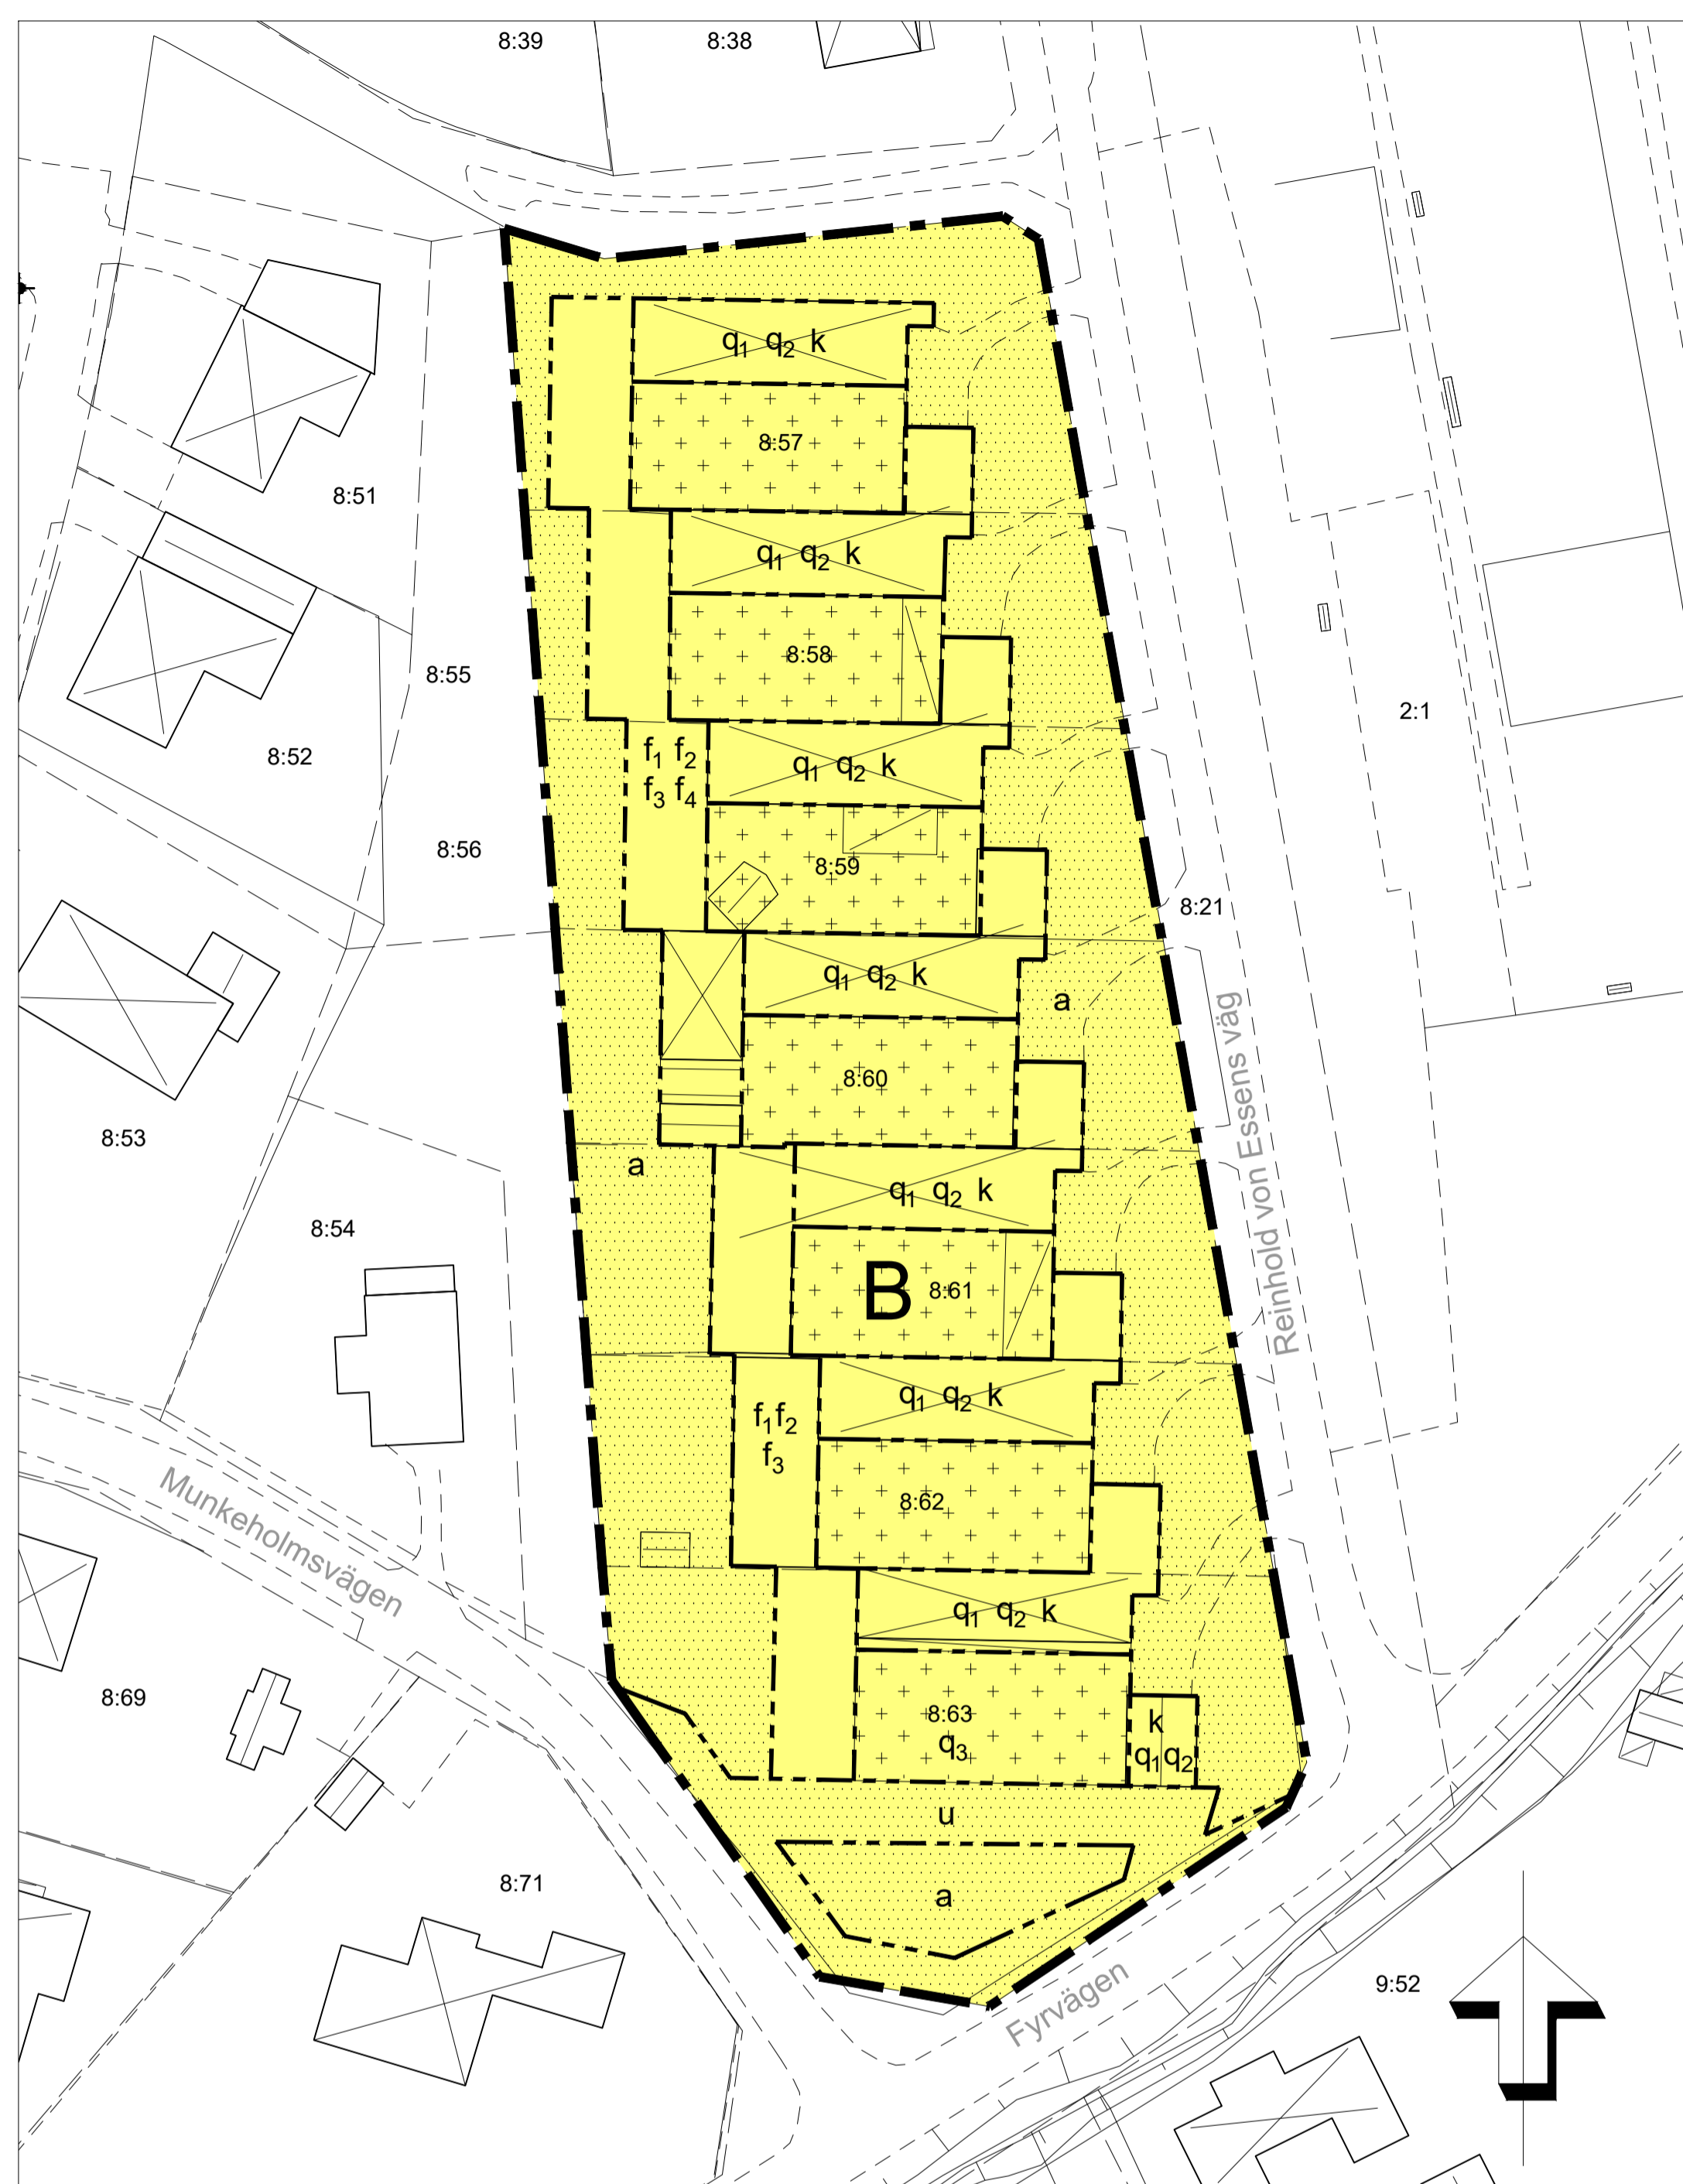 8:39
8:38
q1 q2 k
8:57
8:51
q1 q2 k
8:58
8:55
2:1
f1 f2
f3 f4
q1 q2 k
8:52
8:56
8:59
8:21
q1 q2 k
a
8:60
8:53
a
q1 q2 k
8:54
B 8:61
Reinhold von Essens väg
q1 q2 k
f1 f2
f3
8:62
Munkeholmsvägen
q1 q2 k
8:69
8:63
q3
k
q1 q2
u
8:71
a
9:52
Fyrvägen